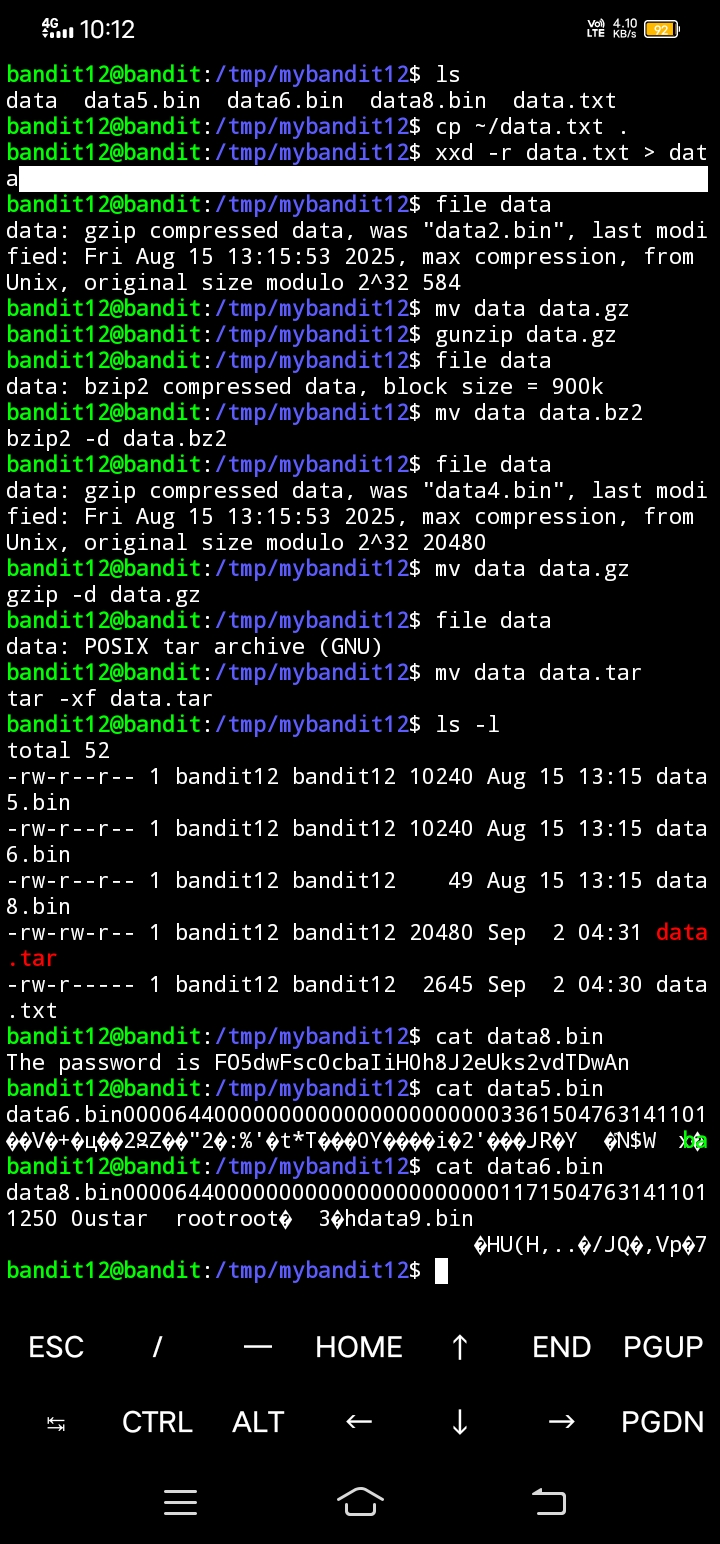 4G 10:12 Vo) LTE 4.10 KB/s 92
bandit12@bandit:/tmp/mybandit12$ ls
data  data5.bin  data6.bin  data8.bin  data.txt
bandit12@bandit:/tmp/mybandit12$ cp ~/data.txt .
bandit12@bandit:/tmp/mybandit12$ xxd -r data.txt > dat
a
bandit12@bandit:/tmp/mybandit12$ file data
data: gzip compressed data, was "data2.bin", last modi
fied: Fri Aug 15 13:15:53 2025, max compression, from
Unix, original size modulo 2^32 584
bandit12@bandit:/tmp/mybandit12$ mv data data.gz
bandit12@bandit:/tmp/mybandit12$ gunzip data.gz
bandit12@bandit:/tmp/mybandit12$ file data
data: bzip2 compressed data, block size = 900k
bandit12@bandit:/tmp/mybandit12$ mv data data.bz2
bzip2 -d data.bz2
bandit12@bandit:/tmp/mybandit12$ file data
data: gzip compressed data, was "data4.bin", last modi
fied: Fri Aug 15 13:15:53 2025, max compression, from
Unix, original size modulo 2^32 20480
bandit12@bandit:/tmp/mybandit12$ mv data data.gz
gzip -d data.gz
bandit12@bandit:/tmp/mybandit12$ file data
data: POSIX tar archive (GNU)
bandit12@bandit:/tmp/mybandit12$ mv data data.tar
tar -xf data.tar
bandit12@bandit:/tmp/mybandit12$ ls -l
total 52
-rw-r--r-- 1 bandit12 bandit12 10240 Aug 15 13:15 data
5.bin
-rw-r--r-- 1 bandit12 bandit12 10240 Aug 15 13:15 data
6.bin
-rw-r--r-- 1 bandit12 bandit12    49 Aug 15 13:15 data
8.bin
-rw-rw-r-- 1 bandit12 bandit12 20480 Sep  2 04:31 data
.tar
-rw-r----- 1 bandit12 bandit12  2645 Sep  2 04:30 data
.txt
bandit12@bandit:/tmp/mybandit12$ cat data8.bin
The password is FO5dwFsc0cbaIiH0h8J2eUks2vdTDwAn
bandit12@bandit:/tmp/mybandit12$ cat data5.bin
data6.bin0000644000000000000000000000003361504763141101
��V�+�ц��2ՋZ��"2�:%'�t*T���0Y����i�2'���JR�Y  �N$W  x�ba
bandit12@bandit:/tmp/mybandit12$ cat data6.bin
data8.bin0000644000000000000000000000001171504763141101
1250 0ustar  rootroot�  3�hdata9.bin
�HU(H,..�/JQ�,Vp�7
bandit12@bandit:/tmp/mybandit12$
ESC / — HOME ↑ END PGUP
↹ CTRL ALT ← ↓ → PGDN